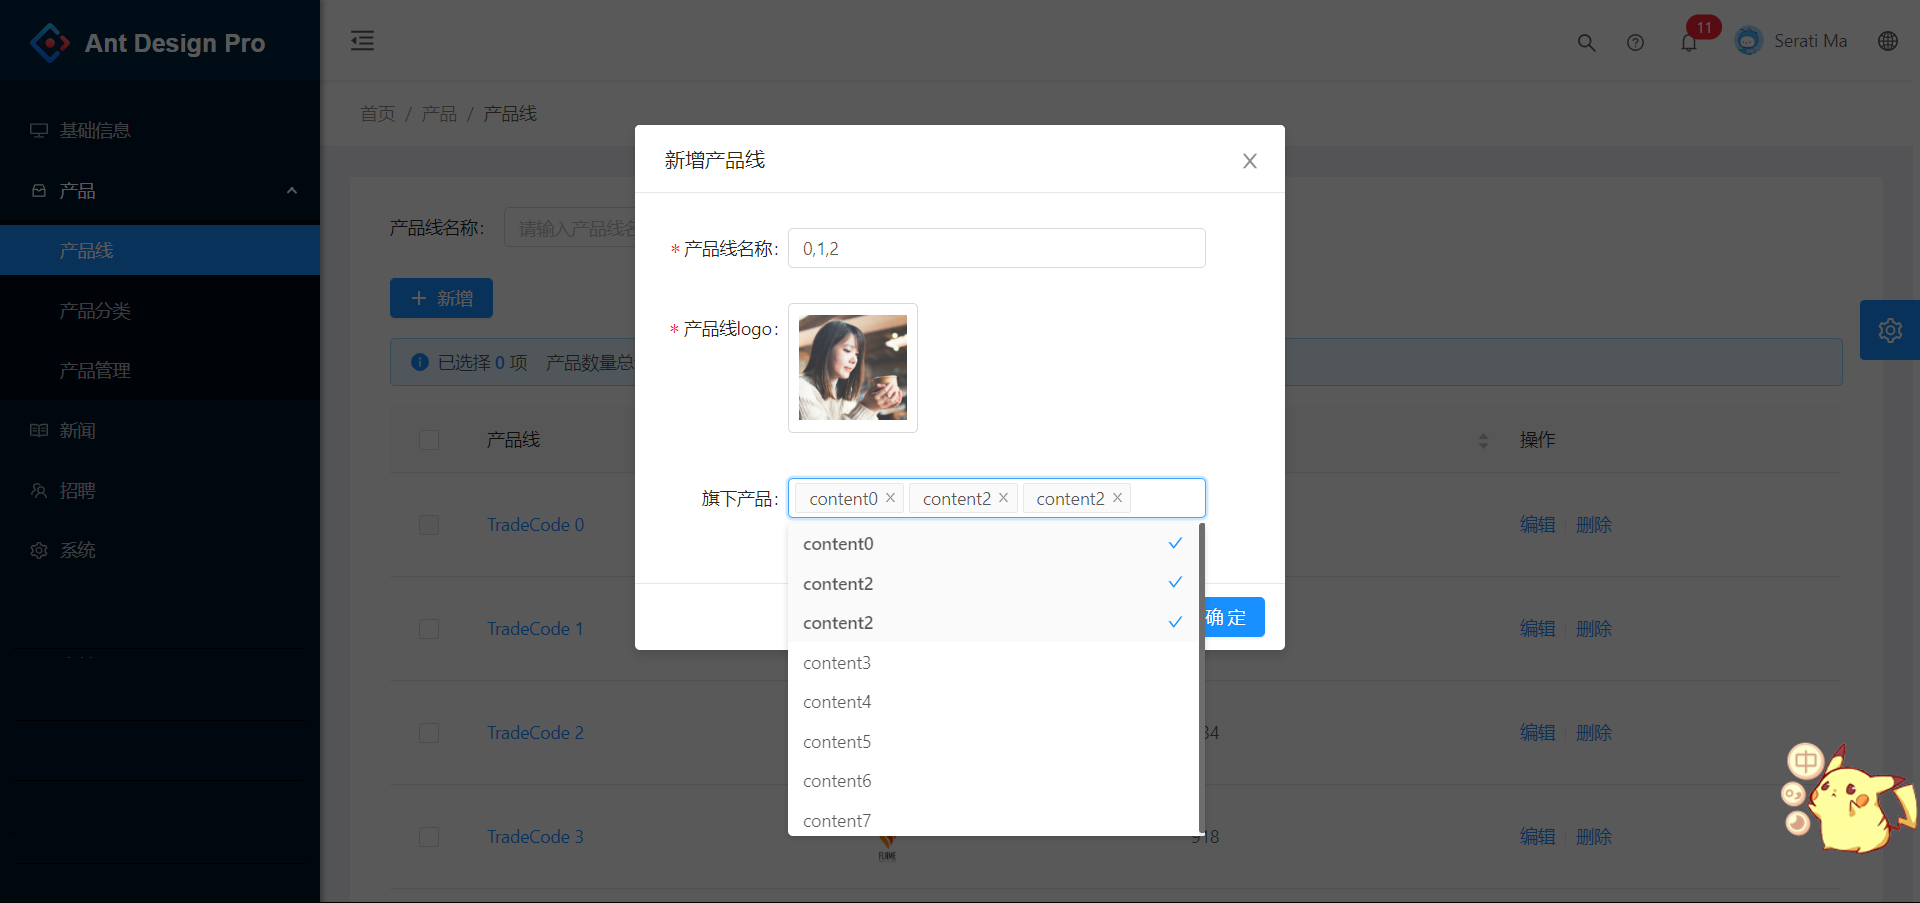 Ant Design Pro
11
Serati Ma
首页 / 产品 / 产品线
基础信息
产品
产品线
产品分类
产品管理
新闻
招聘
系统
产品线名称:
请输入产品线
新增
已选择 0 项 产品数量总
产品线
操作
TradeCode 0
编辑
删除
TradeCode 1
编辑
删除
TradeCode 2
34
编辑
删除
TradeCode 3
FLAME
918
编辑
删除
新增产品线
* 产品线名称:
0,1,2
* 产品线logo:
旗下产品:
content0
content2
content2
content0
content2
content2
content3
content4
content5
content6
content7
确 定
中